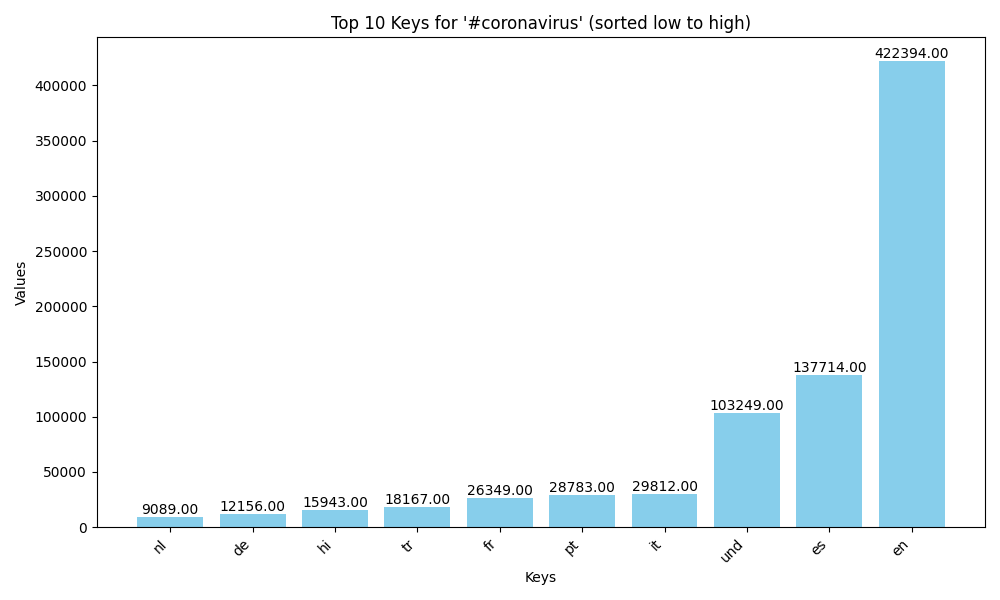 Top 10 Keys for '#coronavirus' (sorted low to high)
Values
400000
350000
300000
250000
200000
150000
100000
50000
0
9089.00
12156.00
15943.00
18167.00
26349.00
28783.00
29812.00
103249.00
137714.00
422394.00
nl
de
hi
tr
fr
pt
it
und
es
en
Keys